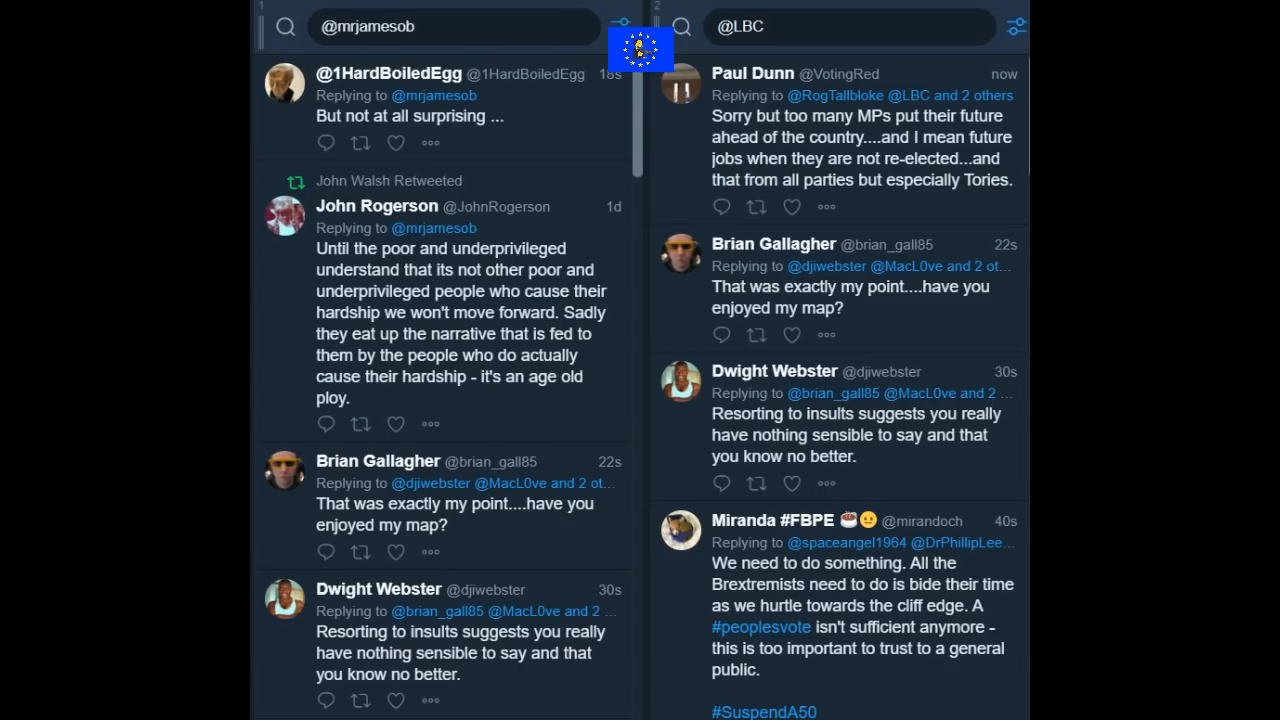 1
@mrjamesob
@1HardBoiledEgg @1HardBoiledEgg 18s
Replying to @mrjamesob
But not at all surprising ...
John Walsh Retweeted
John Rogerson @JohnRogerson 1d
Replying to @mrjamesob
Until the poor and underprivileged
understand that its not other poor and
underprivileged people who cause their
hardship we won't move forward. Sadly
they eat up the narrative that is fed to
them by the people who do actually
cause their hardship - it's an age old
ploy.
Brian Gallagher @brian_gall85 22s
Replying to @djiwebster @MacL0ve and 2 ot...
That was exactly my point....have you
enjoyed my map?
Dwight Webster @djiwebster 30s
Replying to @brian_gall85 @MacL0ve and 2 ...
Resorting to insults suggests you really
have nothing sensible to say and that
you know no better.
2
@LBC
Paul Dunn @VotingRed now
Replying to @RogTallbloke @LBC and 2 others
Sorry but too many MPs put their future
ahead of the country....and I mean future
jobs when they are not re-elected...and
that from all parties but especially Tories.
Brian Gallagher @brian_gall85 22s
Replying to @djiwebster @MacL0ve and 2 ot...
That was exactly my point....have you
enjoyed my map?
Dwight Webster @djiwebster 30s
Replying to @brian_gall85 @MacL0ve and 2 ...
Resorting to insults suggests you really
have nothing sensible to say and that
you know no better.
Miranda #FBPE ☕😐 @mirandoch 40s
Replying to @spaceangel1964 @DrPhillipLee...
We need to do something. All the
Brextremists need to do is bide their time
as we hurtle towards the cliff edge. A
#peoplesvote isn't sufficient anymore -
this is too important to trust to a general
public.
#SuspendA50